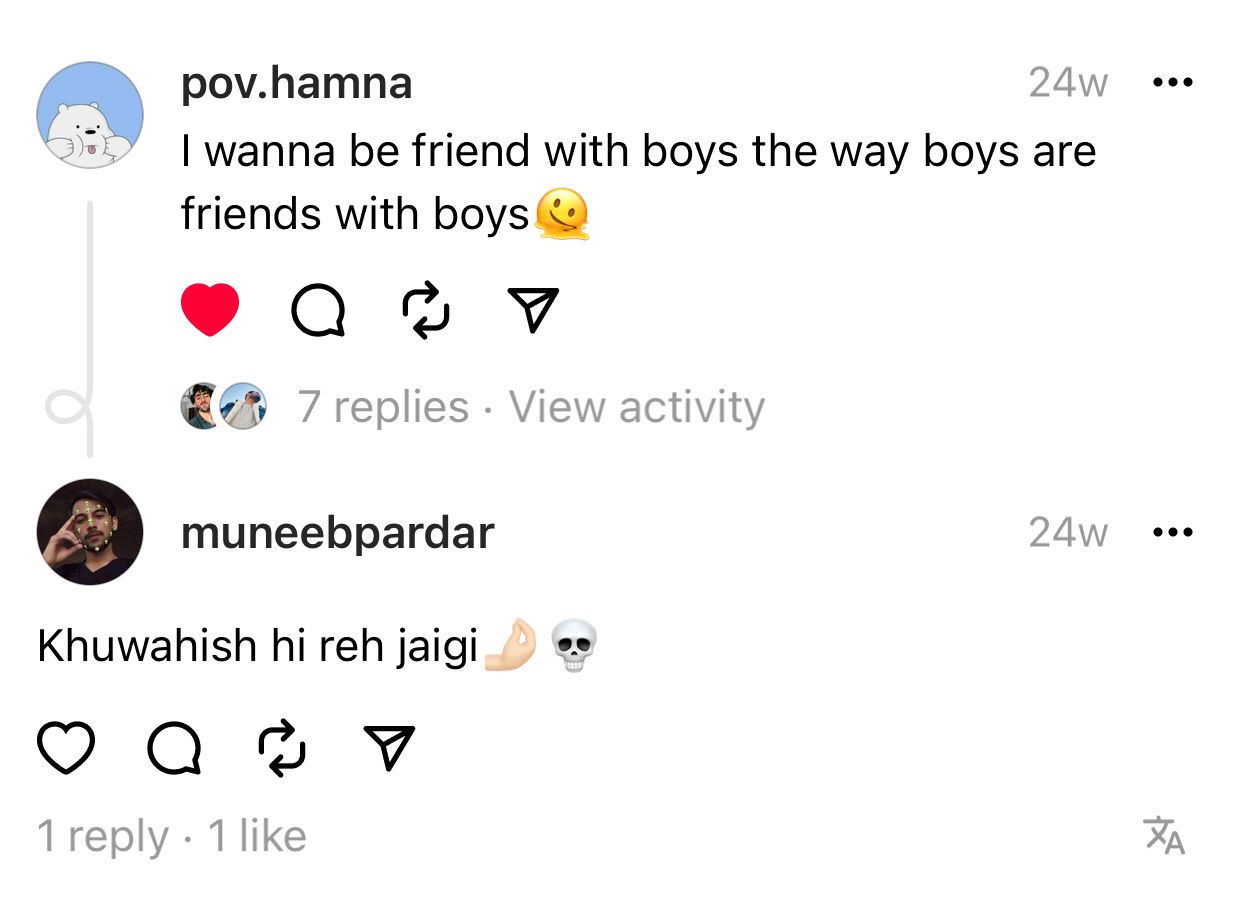 pov.hamna 24w
I wanna be friend with boys the way boys are
friends with boys🫠
7 replies · View activity
muneebpardar 24w
Khuwahish hi reh jaigi🤌🏻💀
1 reply · 1 like